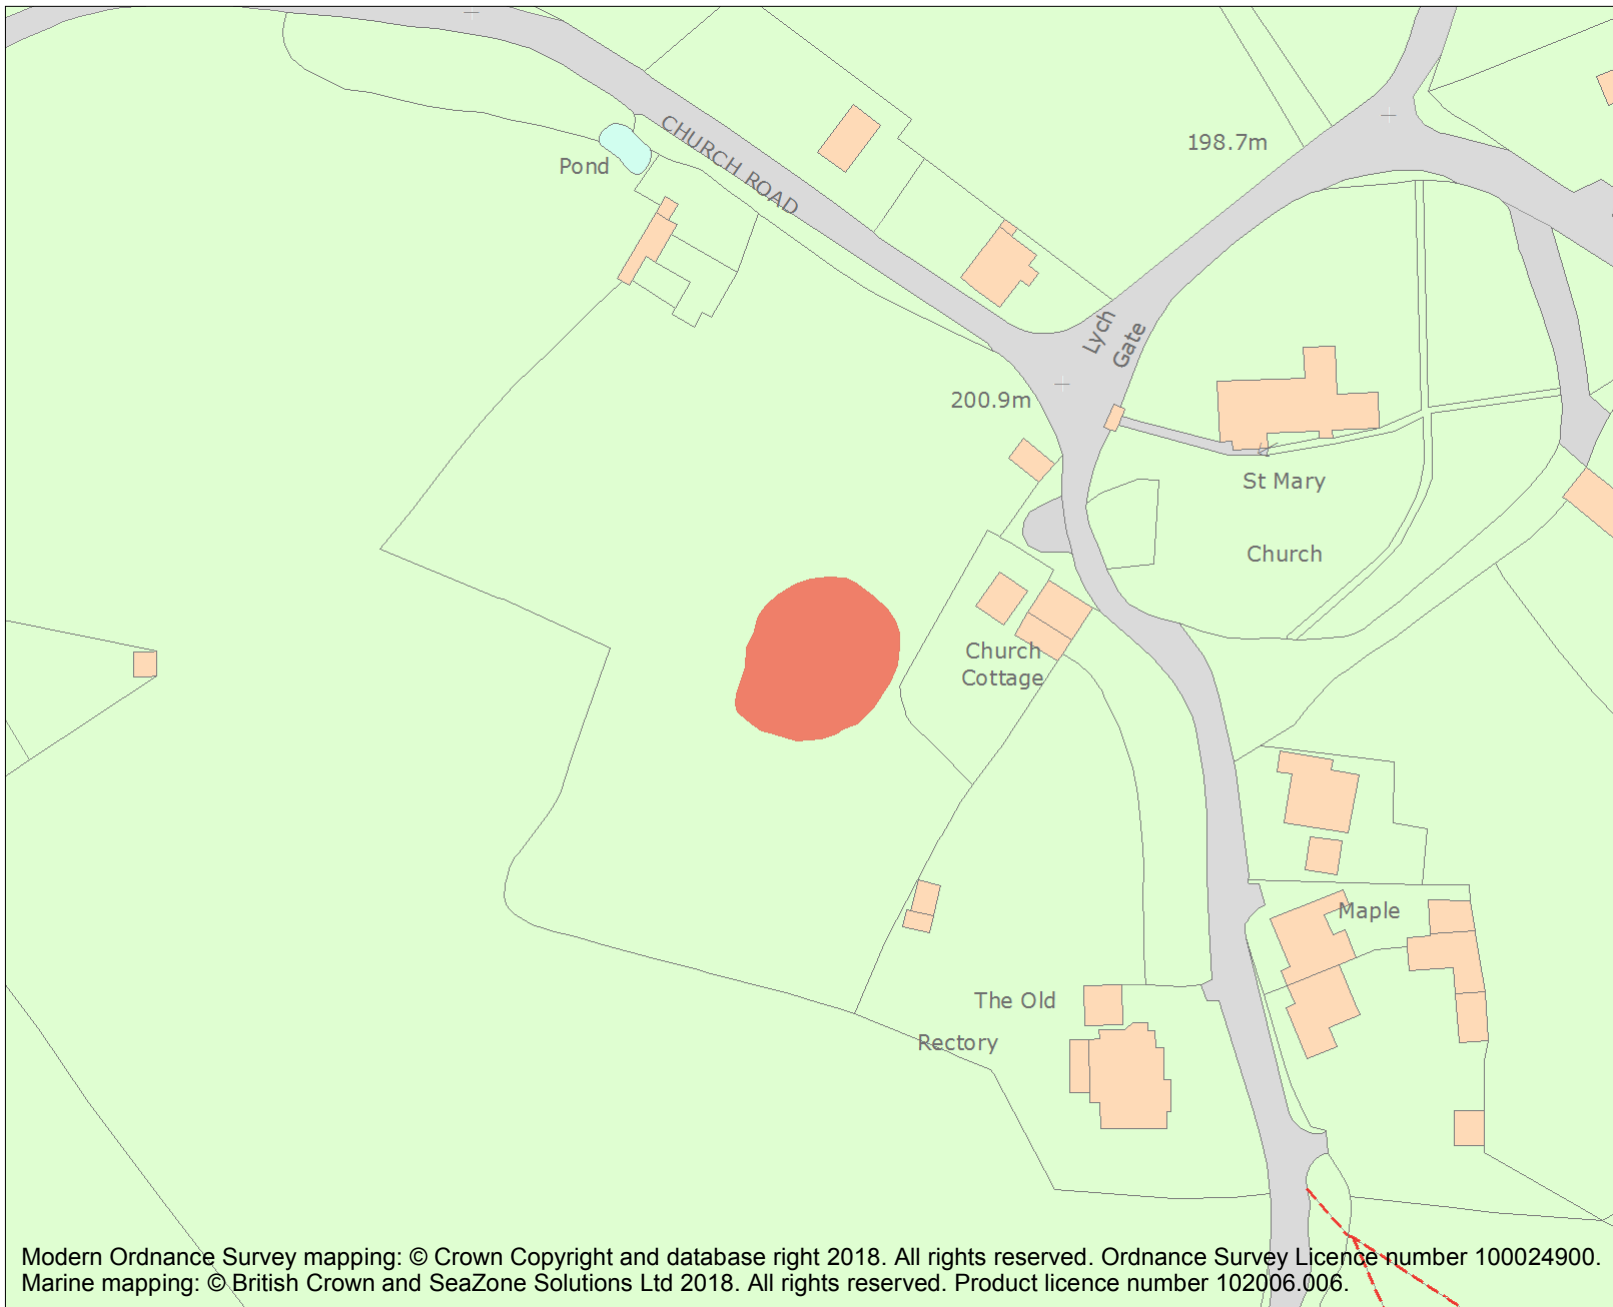 CHURCH ROAD
198.7m
Pond
Lych
Gate
200.9m
St Mary
Church
Church
Cottage
Maple
The Old
Rectory
Modern Ordnance Survey mapping: © Crown Copyright and database right 2018. All rights reserved. Ordnance Survey Licence number 100024900.
Marine mapping: © British Crown and SeaZone Solutions Ltd 2018. All rights reserved. Product licence number 102006.006.